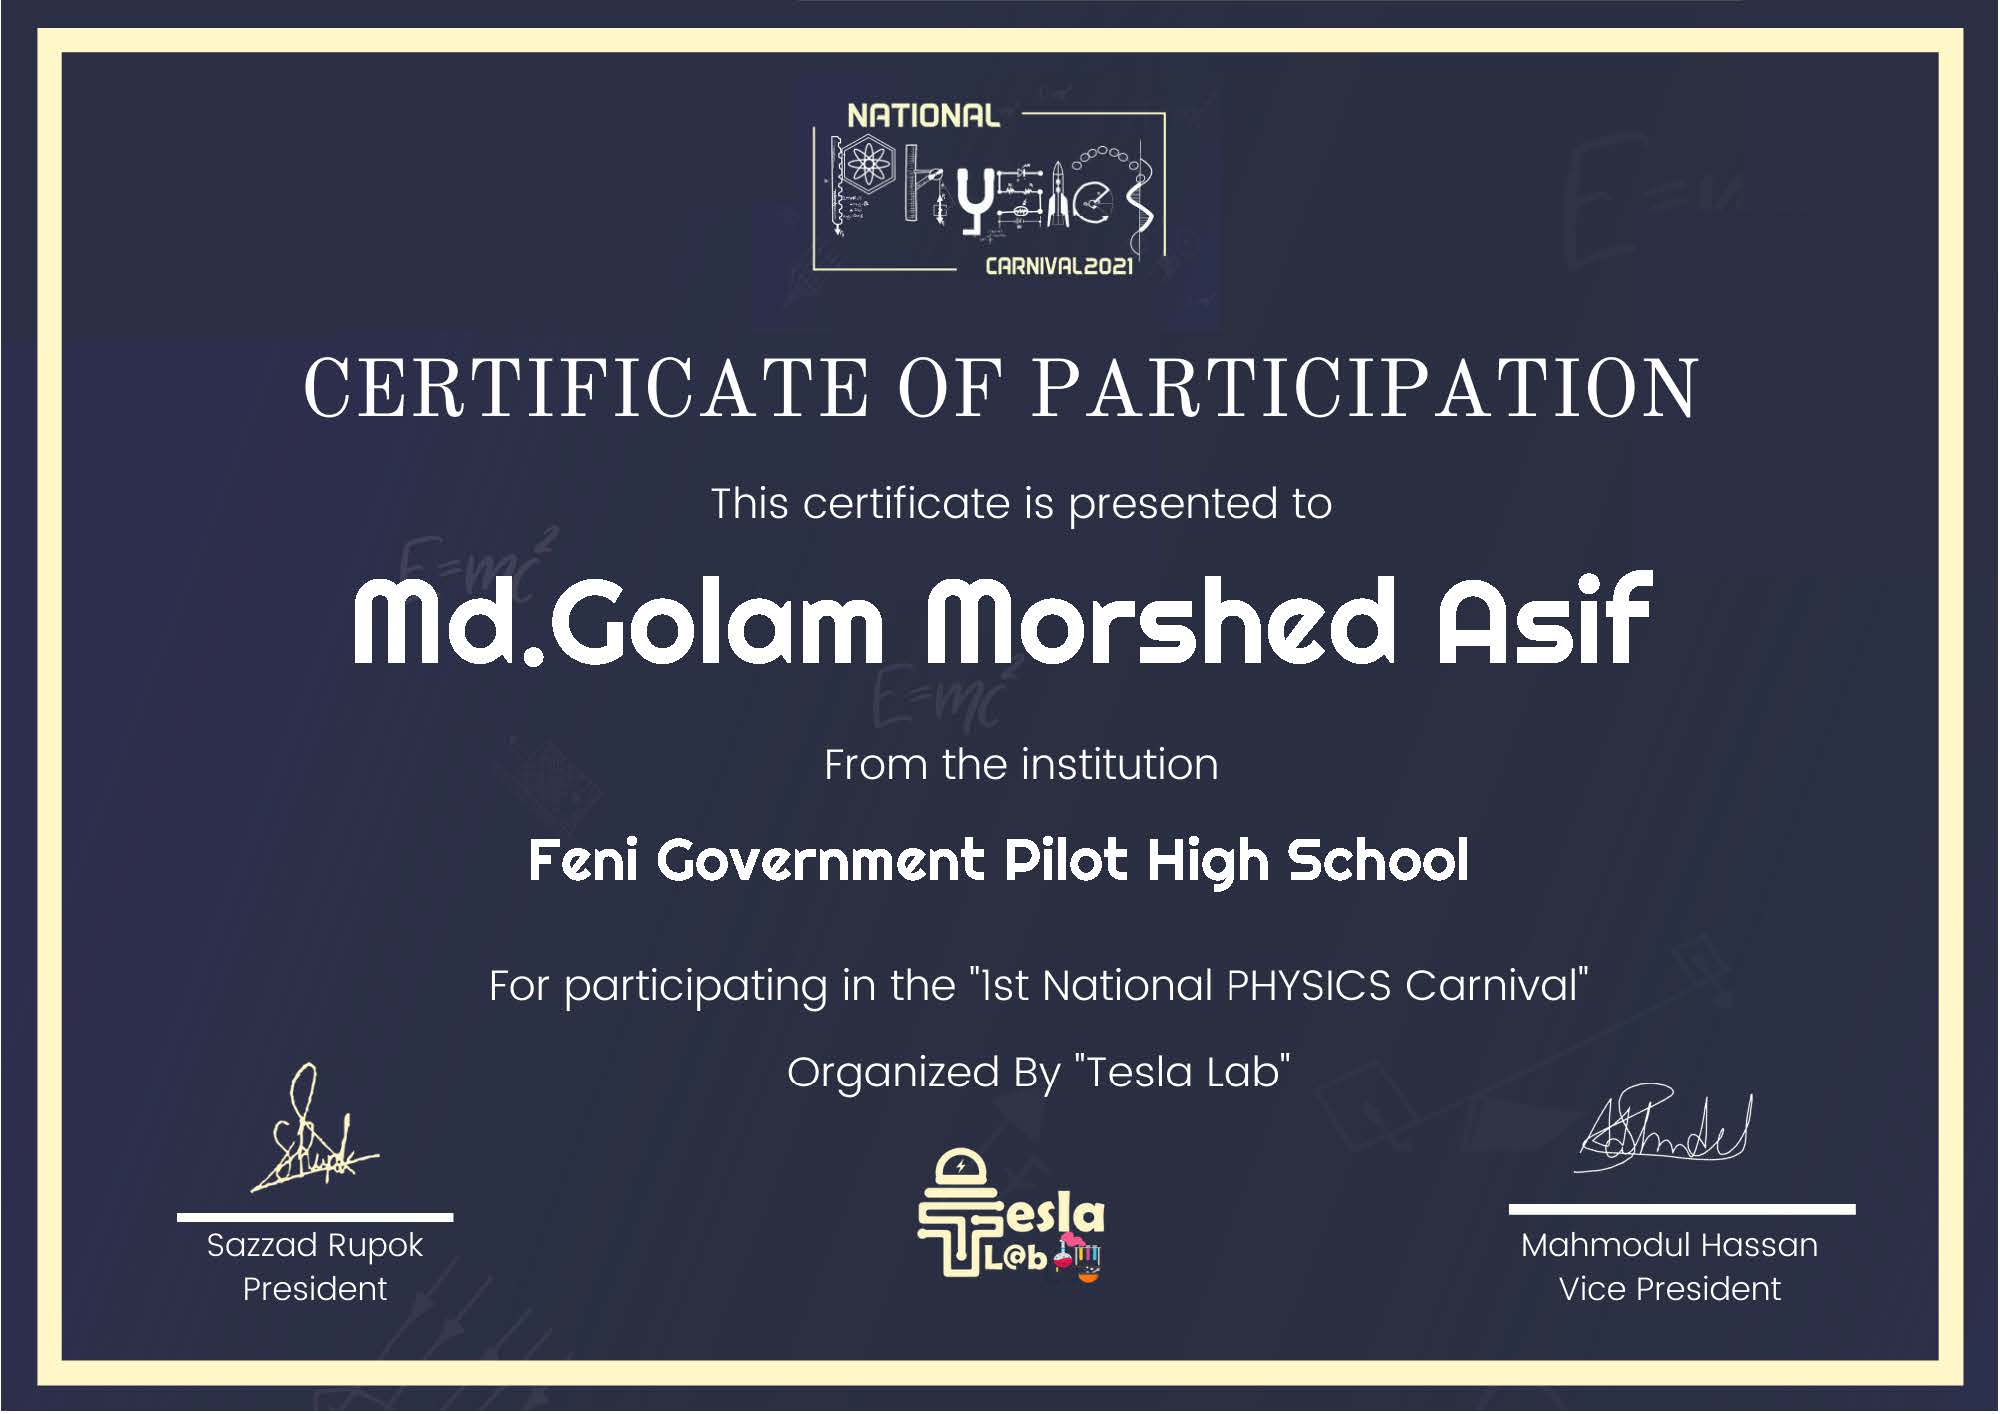 NATIONAL
Physics
CARNIVAL2021
CERTIFICATE OF PARTICIPATION
This certificate is presented to
E=mc²
Md.Golam Morshed Asif
E=mc²
From the institution
Feni Government Pilot High School
For participating in the "1st National PHYSICS Carnival"
Organized By "Tesla Lab"
Tesla
L@b
Sazzad Rupok
President
Mahmodul Hassan
Vice President